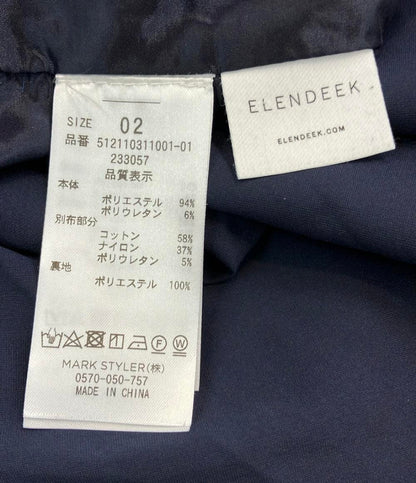 SIZE 02
品番 512110311001-01
233057
品質表示
本体
ポリエステル 94%
ポリウレタン 6%
別布部分
コットン 58%
ナイロン 37%
ポリウレタン 5%
裏地
ポリエステル 100%
F W
MARK STYLER(株)
0570-050-757
MADE IN CHINA
ELENDEEK
ELENDEEK.COM